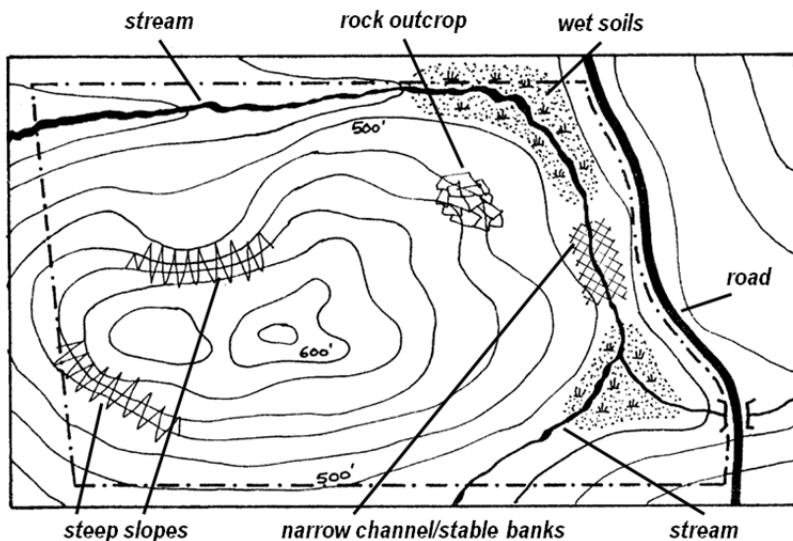 stream
rock outcrop
wet soils
500'
road
600'
500'
steep slopes
narrow channel/stable banks
stream